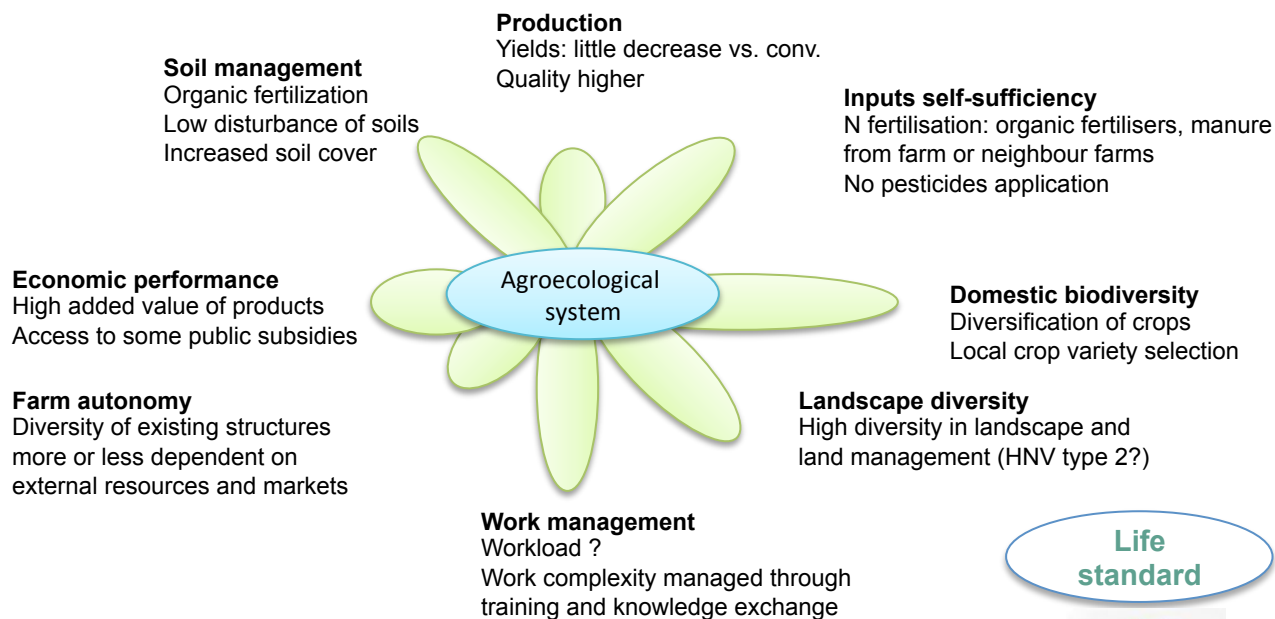 Production
Yields: little decrease vs. conv.
Quality higher
Soil management
Organic fertilization
Low disturbance of soils
Increased soil cover
Inputs self-sufficiency
N fertilisation: organic fertilisers, manure
from farm or neighbour farms
No pesticides application
Agroecological
system
Economic performance
High added value of products
Access to some public subsidies
Domestic biodiversity
Diversification of crops
Local crop variety selection
Farm autonomy
Diversity of existing structures
more or less dependent on
external resources and markets
Landscape diversity
High diversity in landscape and
land management (HNV type 2?)
Work management
Workload ?
Work complexity managed through
training and knowledge exchange
Life
standard